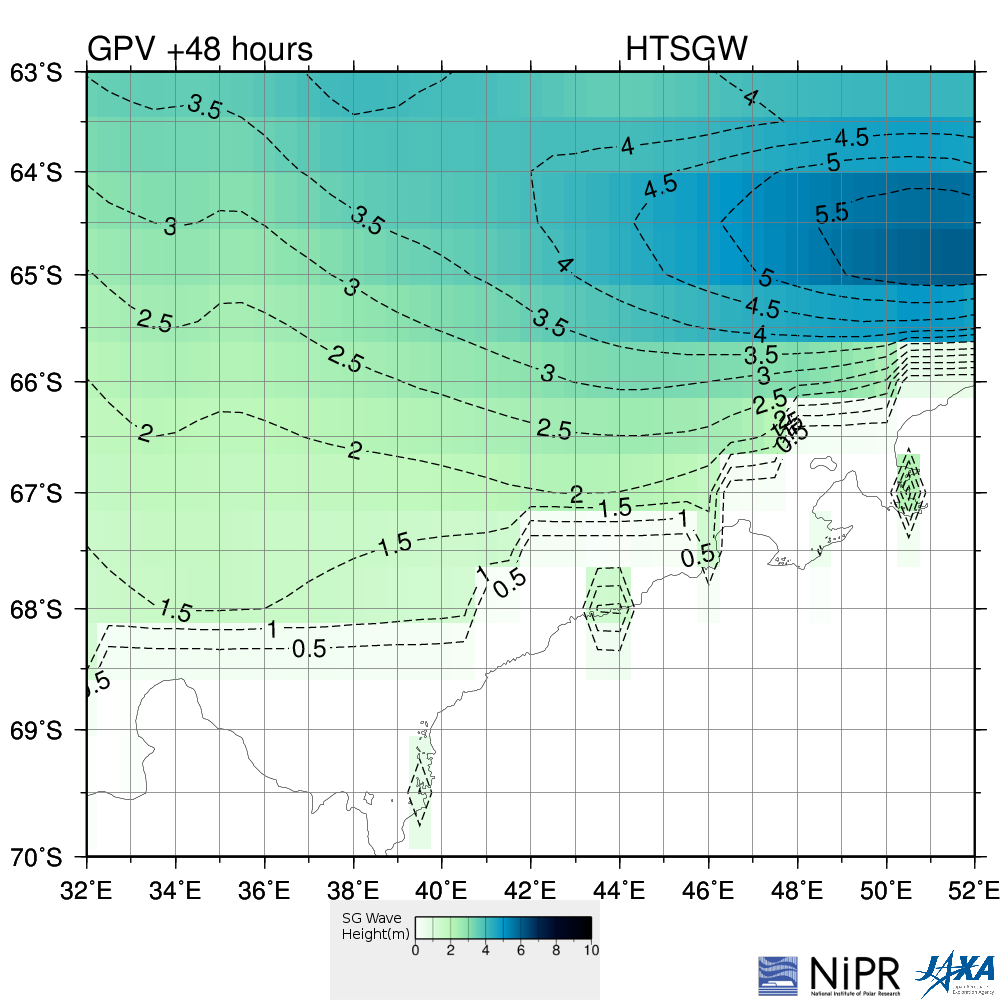 GPV +48 hours HTSGW
63°S
64°S
65°S
66°S
67°S
68°S
69°S
70°S
32°E 34°E 36°E 38°E 40°E 42°E 44°E 46°E 48°E 50°E 52°E
3.5 4
4 4.5
5
4.5
5.5
3.5
3
4
5
3
4.5
2.5 3.5
4
2.5 3.5
3 3
2.5
2.5
2
2
2
1.5
1
1.5
0.5
1
0.5
1.5
1
0.5
0.5
SG Wave
Height(m)
0 2 4 6 8 10
NiPR
National Institute of Polar Research
JAXA
Japan Aerospace
Exploration Agency